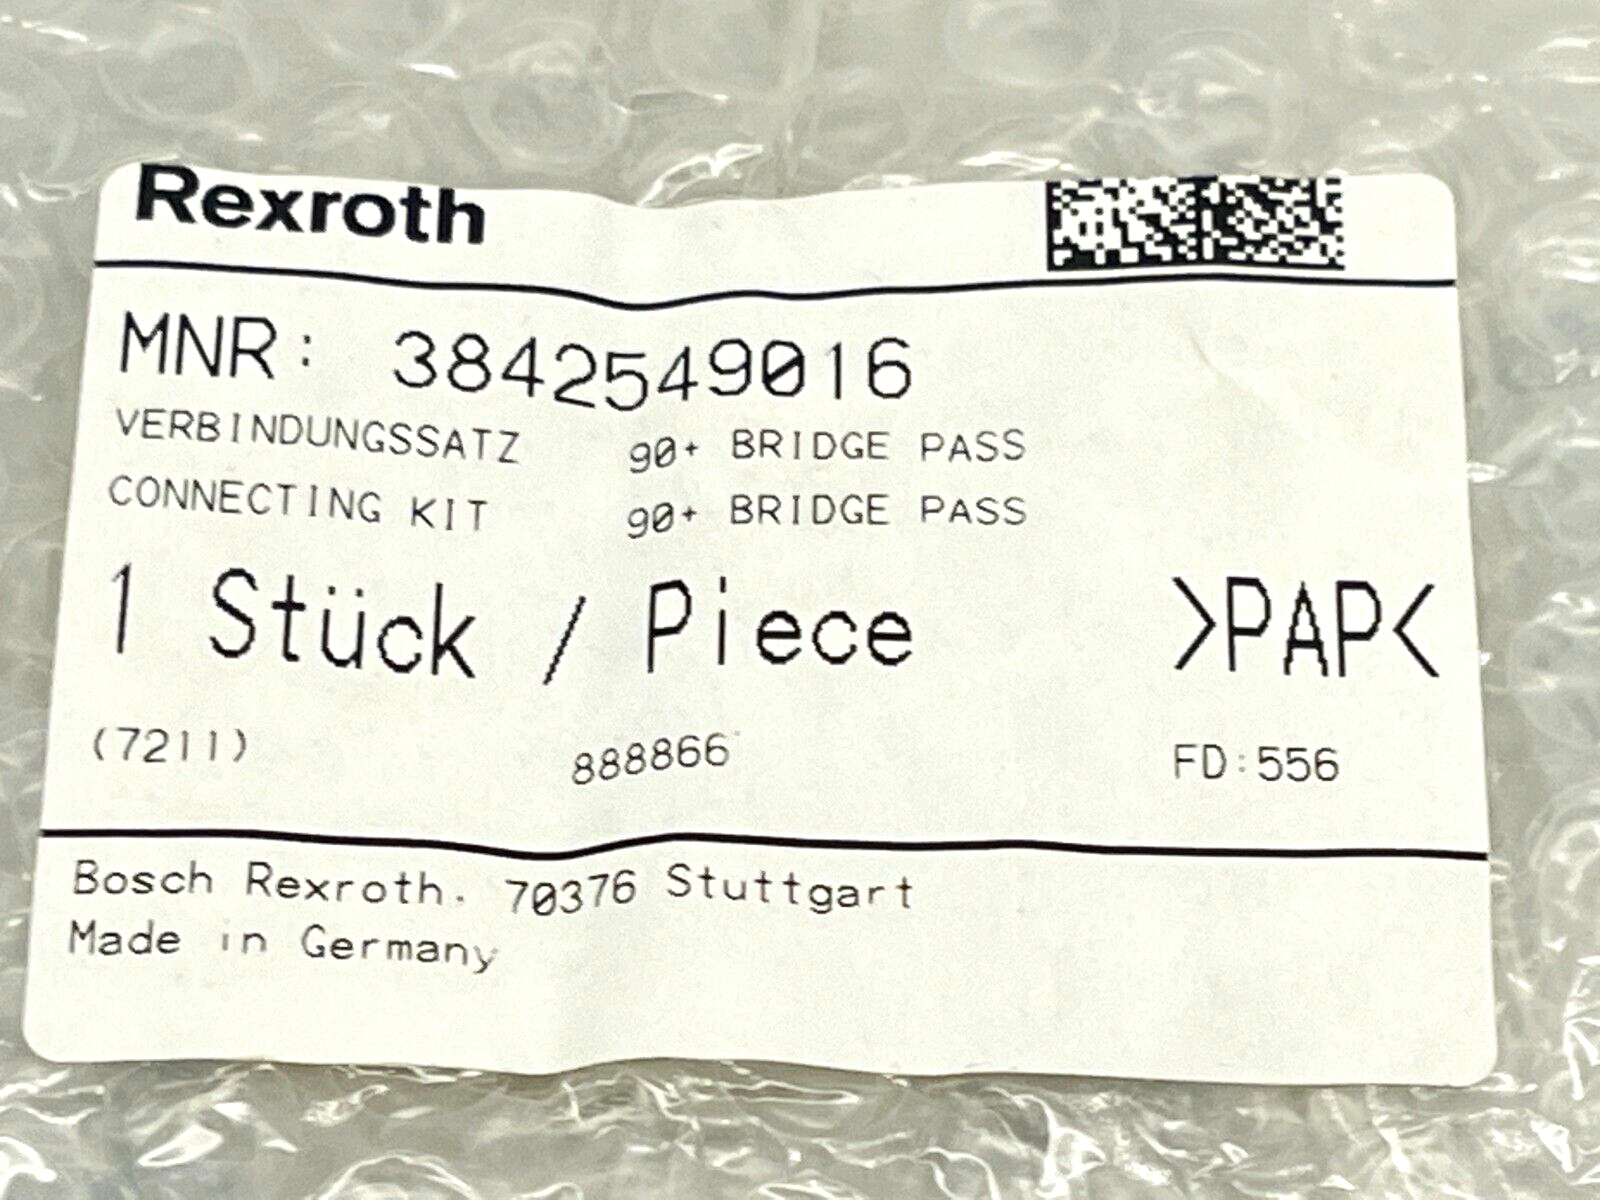 Rexroth
MNR: 3842549016
VERBINDUNGSSATZ 90+ BRIDGE PASS
CONNECTING KIT 90+ BRIDGE PASS
1 Stück / Piece >PAP<
(7211) 888866 FD:556
Bosch Rexroth. 70376 Stuttgart
Made in Germany